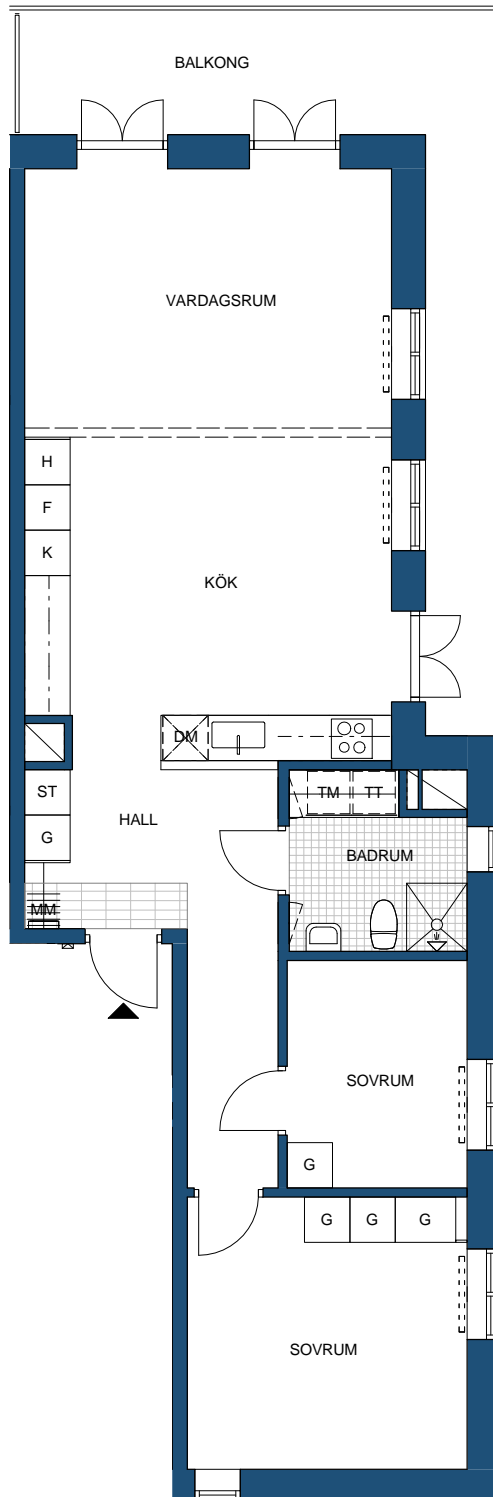 BALKONG
VARDAGSRUM
H
F
K
KÖK
DM
ST
G
HALL
TM TT
BADRUM
MM
SOVRUM
G
G G G
SOVRUM